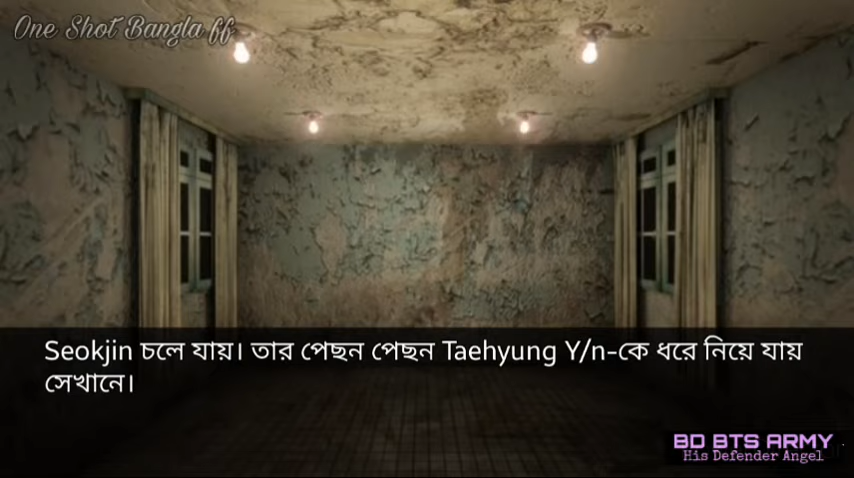 One Shot Bangla ff
Seokjin চলে যায়। তার পেছন পেছন Taehyung Y/n-কে ধরে নিয়ে যায়
সেখানে।
BD BTS ARMY
His Defender Angel